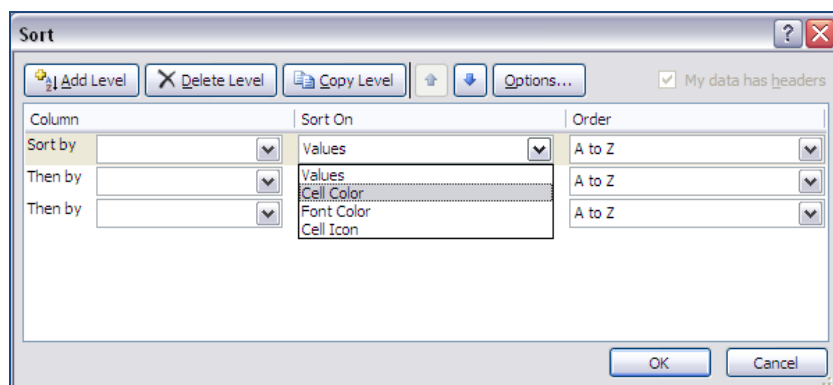 Sort
Add Level Delete Level Copy Level Options... My data has headers
Column Sort On Order
Sort by Values A to Z
Then by Values A to Z
Cell Color
Then by Font Color A to Z
Cell Icon
OK Cancel